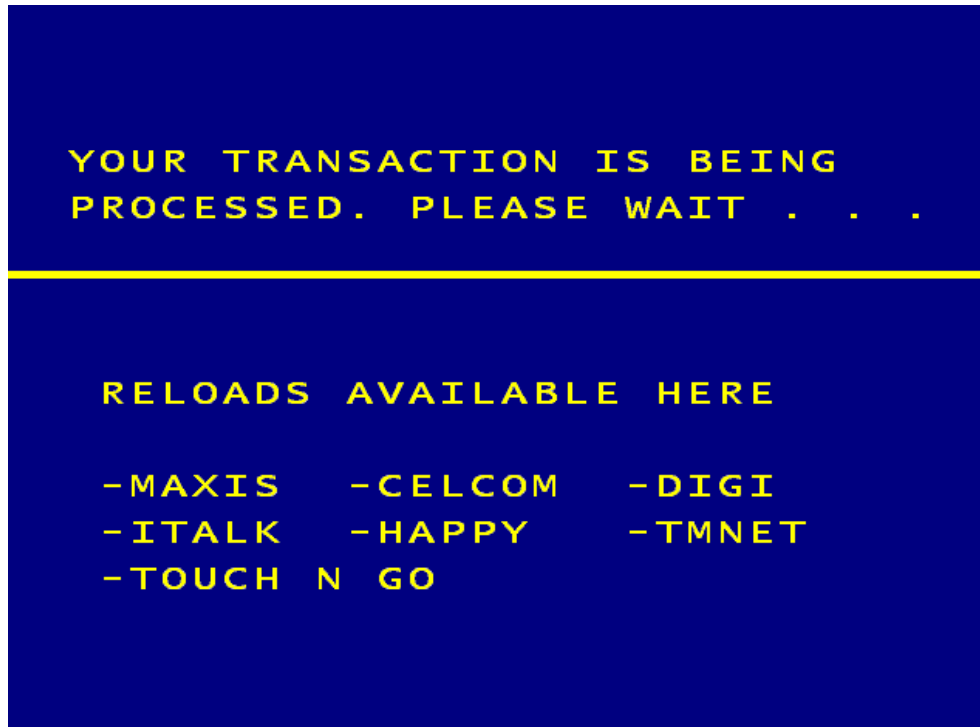 YOUR TRANSACTION IS BEING
PROCESSED. PLEASE WAIT . . .
RELOADS AVAILABLE HERE
-MAXIS -CELCOM -DIGI
-ITALK -HAPPY -TMNET
-TOUCH N GO